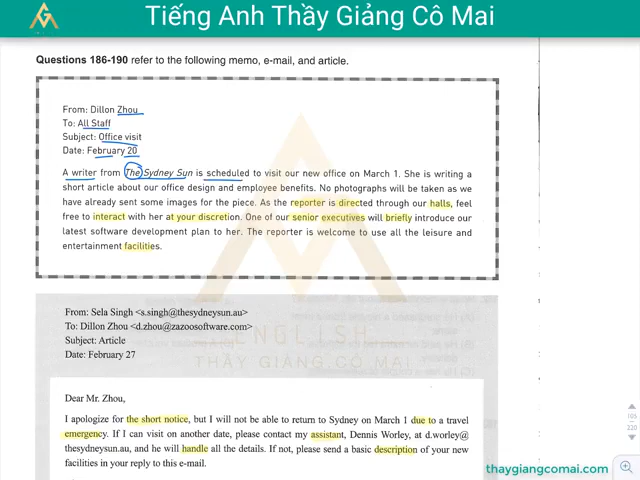 Tiếng Anh Thầy Giảng Cô Mai
Questions 186-190 refer to the following memo, e-mail, and article.
From: Dillon Zhou
To: All Staff
Subject: Office visit
Date: February 20
A writer from The Sydney Sun is scheduled to visit our new office on March 1. She is writing a
short article about our office design and employee benefits. No photographs will be taken as we
have already sent some images for the piece. As the reporter is directed through our halls, feel
free to interact with her at your discretion. One of our senior executives will briefly introduce our
latest software development plan to her. The reporter is welcome to use all the leisure and
entertainment facilities.
From: Sela Singh <s.singh@thesydneysun.au>
To: Dillon Zhou <d.zhou@zazoosoftware.com>
Subject: Article
Date: February 27
ENGLISH
THẦY GIẢNG CÔ MAI
Dear Mr. Zhou,
I apologize for the short notice, but I will not be able to return to Sydney on March 1 due to a travel
emergency. If I can visit on another date, please contact my assistant, Dennis Worley, at d.worley@
thesydneysun.au, and he will handle all the details. If not, please send a basic description of your new
facilities in your reply to this e-mail.
105
220
thaygiangcomai.com